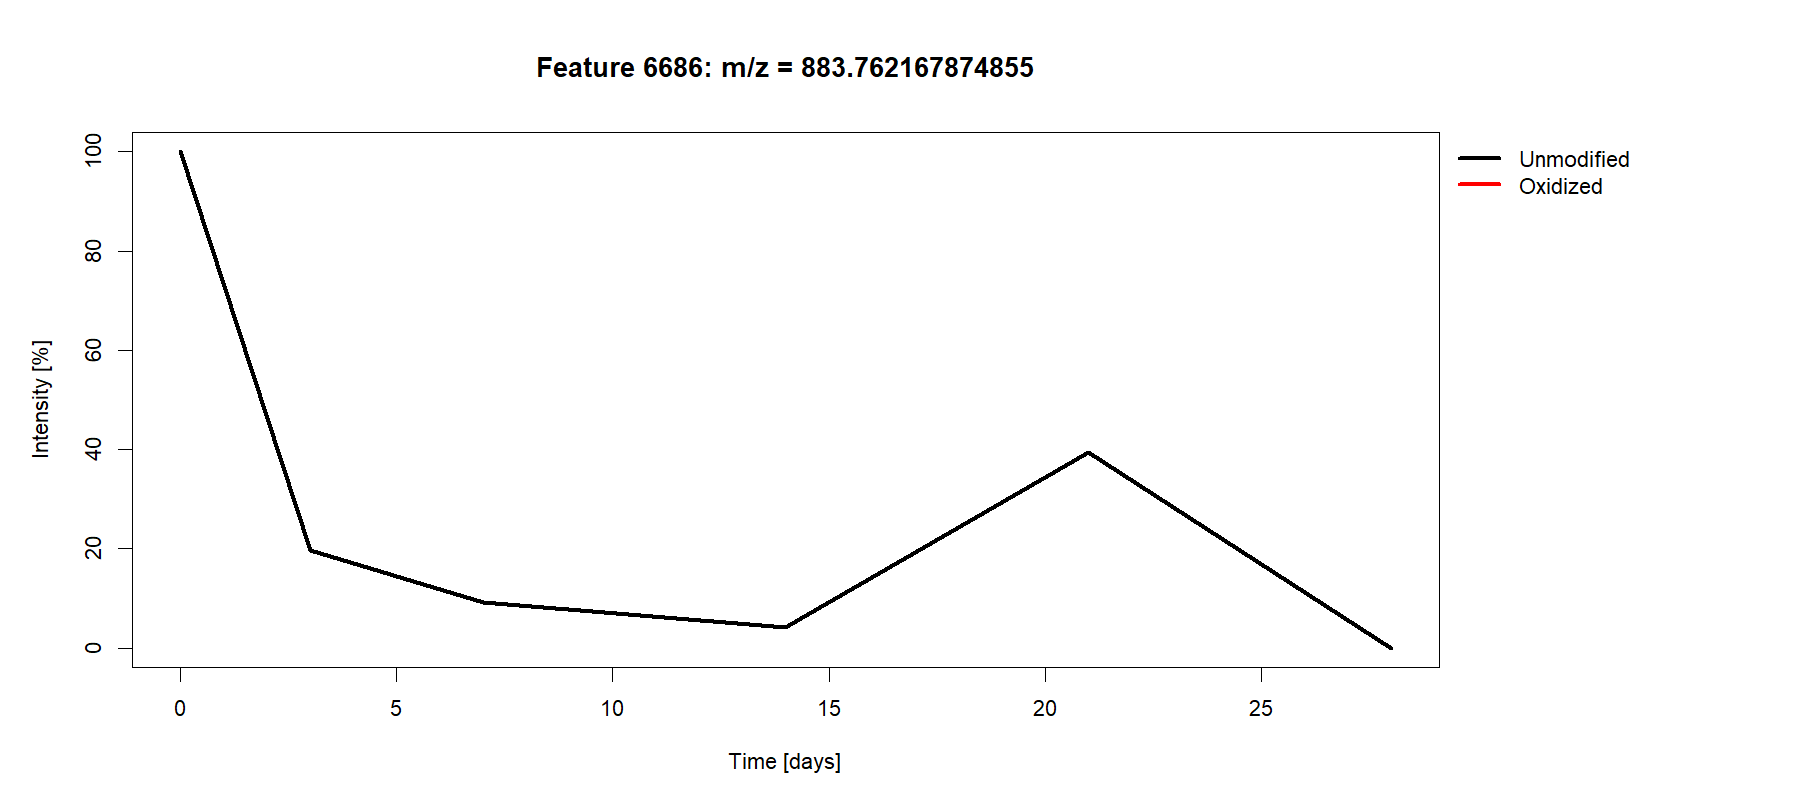 Feature 6686: m/z = 883.762167874855
Unmodified
Oxidized
Intensity [%]
100
80
60
40
20
0
0 5 10 15 20 25
Time [days]